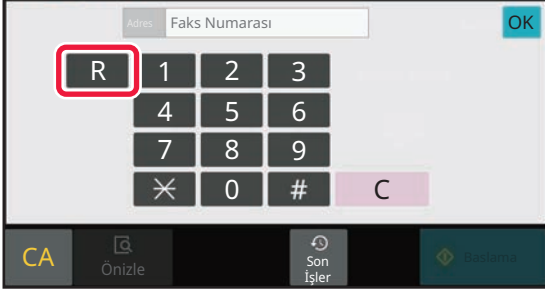 Adres Faks Numarası OK
R 1 2 3
4 5 6
7 8 9
* 0 # C
CA Önizle Son
İşler Başlama